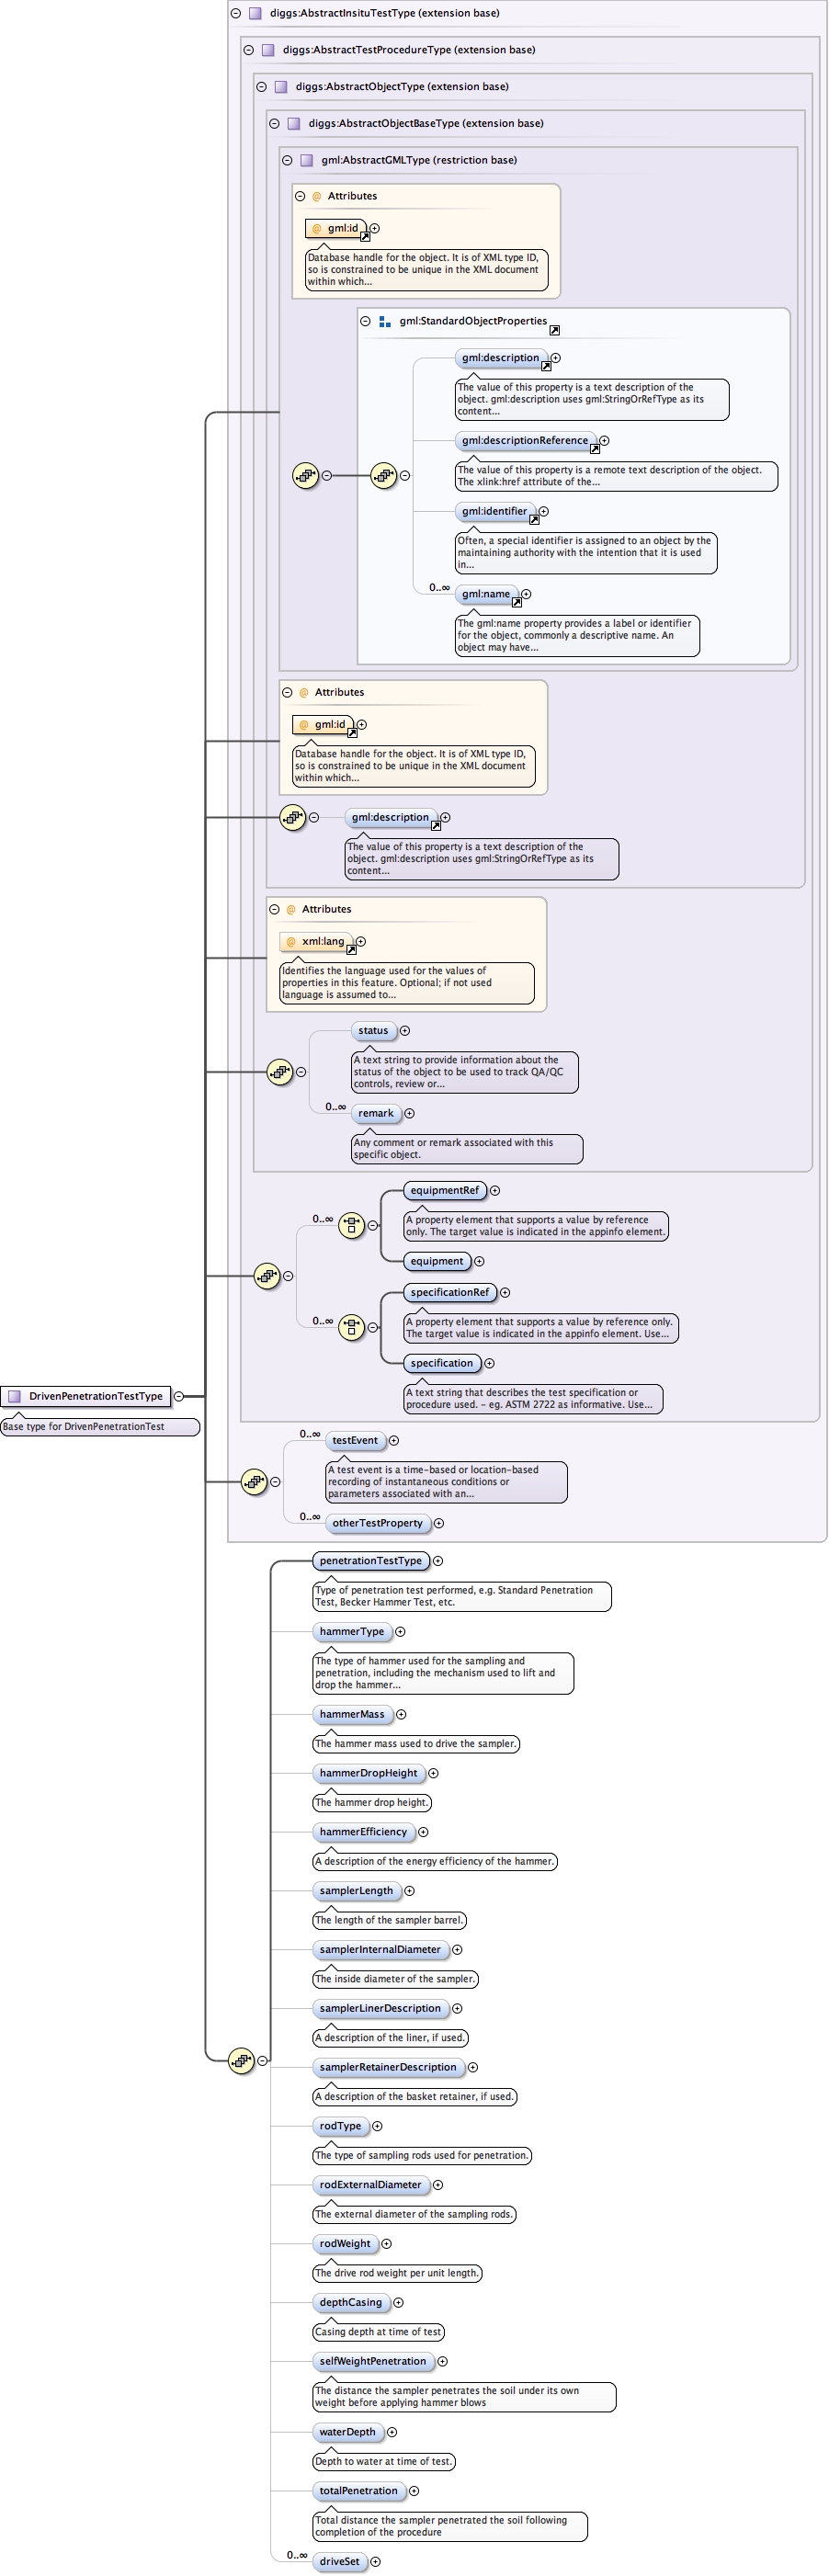 diggs:AbstractInsituTestType (extension base)
diggs:AbstractTestProcedureType (extension base)
diggs:AbstractObjectType (extension base)
diggs:AbstractObjectBaseType (extension base)
gml:AbstractGMLType (restriction base)
@ Attributes
@ gml:id
Database handle for the object. It is of XML type ID,
so is constrained to be unique in the XML document
within which...
gml:StandardObjectProperties
gml:description
The value of this property is a text description of the
object. gml:description uses gml:StringOrRefType as its
content...
gml:descriptionReference
The value of this property is a remote text description of the object.
The xlink:href attribute of the...
gml:identifier
Often, a special identifier is assigned to an object by the
maintaining authority with the intention that it is used
in...
0..∞
gml:name
The gml:name property provides a label or identifier
for the object, commonly a descriptive name. An
object may have...
@ Attributes
@ gml:id
Database handle for the object. It is of XML type ID,
so is constrained to be unique in the XML document
within which...
gml:description
The value of this property is a text description of the
object. gml:description uses gml:StringOrRefType as its
content...
@ Attributes
@ xml:lang
Identifies the language used for the values of
properties in this feature. Optional; if not used
language is assumed to...
status
A text string to provide information about the
status of the object to be used to track QA/QC
controls, review or...
0..∞
remark
Any comment or remark associated with this
specific object.
equipmentRef
0..∞
A property element that supports a value by reference
only. The target value is indicated in the appinfo element.
equipment
specificationRef
0..∞
A property element that supports a value by reference only.
The target value is indicated in the appinfo element. Use...
specification
A text string that describes the test specification or
procedure used. - eg. ASTM 2722 as informative. Use...
DrivenPenetrationTestType
Base type for DrivenPenetrationTest
0..∞
testEvent
A test event is a time-based or location-based
recording of instantaneous conditions or
parameters associated with an...
0..∞
otherTestProperty
penetrationTestType
Type of penetration test performed, e.g. Standard Penetration
Test, Becker Hammer Test, etc.
hammerType
The type of hammer used for the sampling and
penetration, including the mechanism used to lift and
drop the hammer...
hammerMass
The hammer mass used to drive the sampler.
hammerDropHeight
The hammer drop height.
hammerEfficiency
A description of the energy efficiency of the hammer.
samplerLength
The length of the sampler barrel.
samplerInternalDiameter
The inside diameter of the sampler.
samplerLinerDescription
A description of the liner, if used.
samplerRetainerDescription
A description of the basket retainer, if used.
rodType
The type of sampling rods used for penetration.
rodExternalDiameter
The external diameter of the sampling rods.
rodWeight
The drive rod weight per unit length.
depthCasing
Casing depth at time of test
selfWeightPenetration
The distance the sampler penetrates the soil under its own
weight before applying hammer blows
waterDepth
Depth to water at time of test.
totalPenetration
Total distance the sampler penetrated the soil following
completion of the procedure
0..∞
driveSet